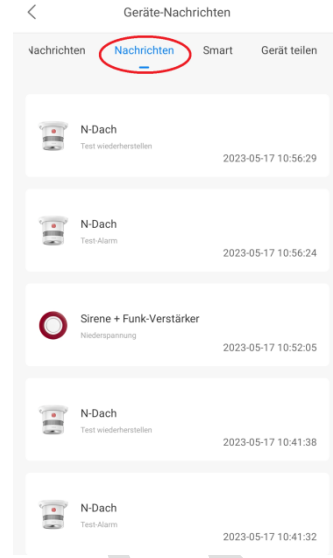 Geräte-Nachrichten
Nachrichten Nachrichten Smart Gerät teilen
N-Dach
Test wiederherstellen
2023-05-17 10:56:29
N-Dach
Test-Alarm
2023-05-17 10:56:24
Sirene + Funk-Verstärker
Niederspannung
2023-05-17 10:52:05
N-Dach
Test wiederherstellen
2023-05-17 10:41:38
N-Dach
Test-Alarm
2023-05-17 10:41:32